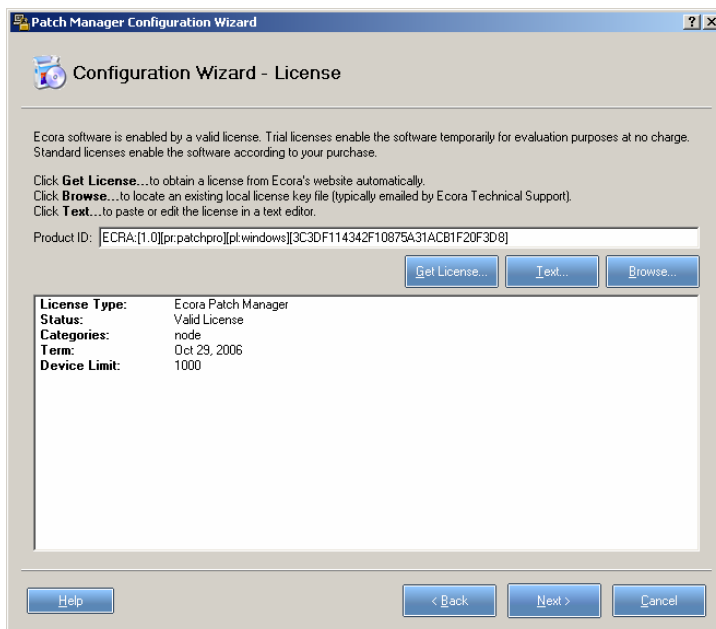 Patch Manager Configuration Wizard
Configuration Wizard - License
Ecora software is enabled by a valid license. Trial licenses enable the software temporarily for evaluation purposes at no charge.
Standard licenses enable the software according to your purchase.
Click Get License...to obtain a license from Ecora's website automatically.
Click Browse...to locate an existing local license key file (typically emailed by Ecora Technical Support).
Click Text...to paste or edit the license in a text editor.
Product ID: ECRA:[1.0][pr:patchpro][pl:windows][3C3DF114342F10875A31ACB1F20F3D8]
Get License... Text... Browse...
License Type: Ecora Patch Manager
Status: Valid License
Categories: node
Term: Oct 29, 2006
Device Limit: 1000
Help < Back Next > Cancel